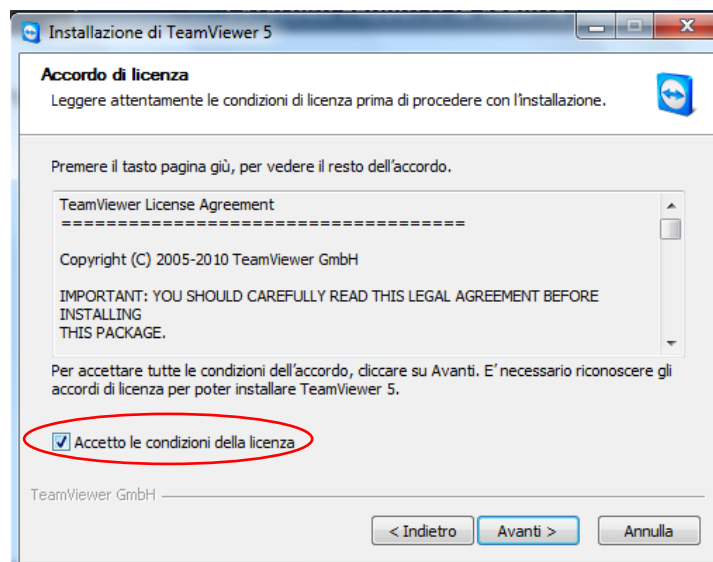 Installazione di TeamViewer 5
Accordo di licenza
Leggere attentamente le condizioni di licenza prima di procedere con l'installazione.
Premere il tasto pagina giù, per vedere il resto dell'accordo.
TeamViewer License Agreement
====================================
Copyright (C) 2005-2010 TeamViewer GmbH
IMPORTANT: YOU SHOULD CAREFULLY READ THIS LEGAL AGREEMENT BEFORE
INSTALLING
THIS PACKAGE.
Per accettare tutte le condizioni dell'accordo, cliccare su Avanti. E' necessario riconoscere gli
accordi di licenza per poter installare TeamViewer 5.
Accetto le condizioni della licenza
TeamViewer GmbH
< Indietro Avanti > Annulla